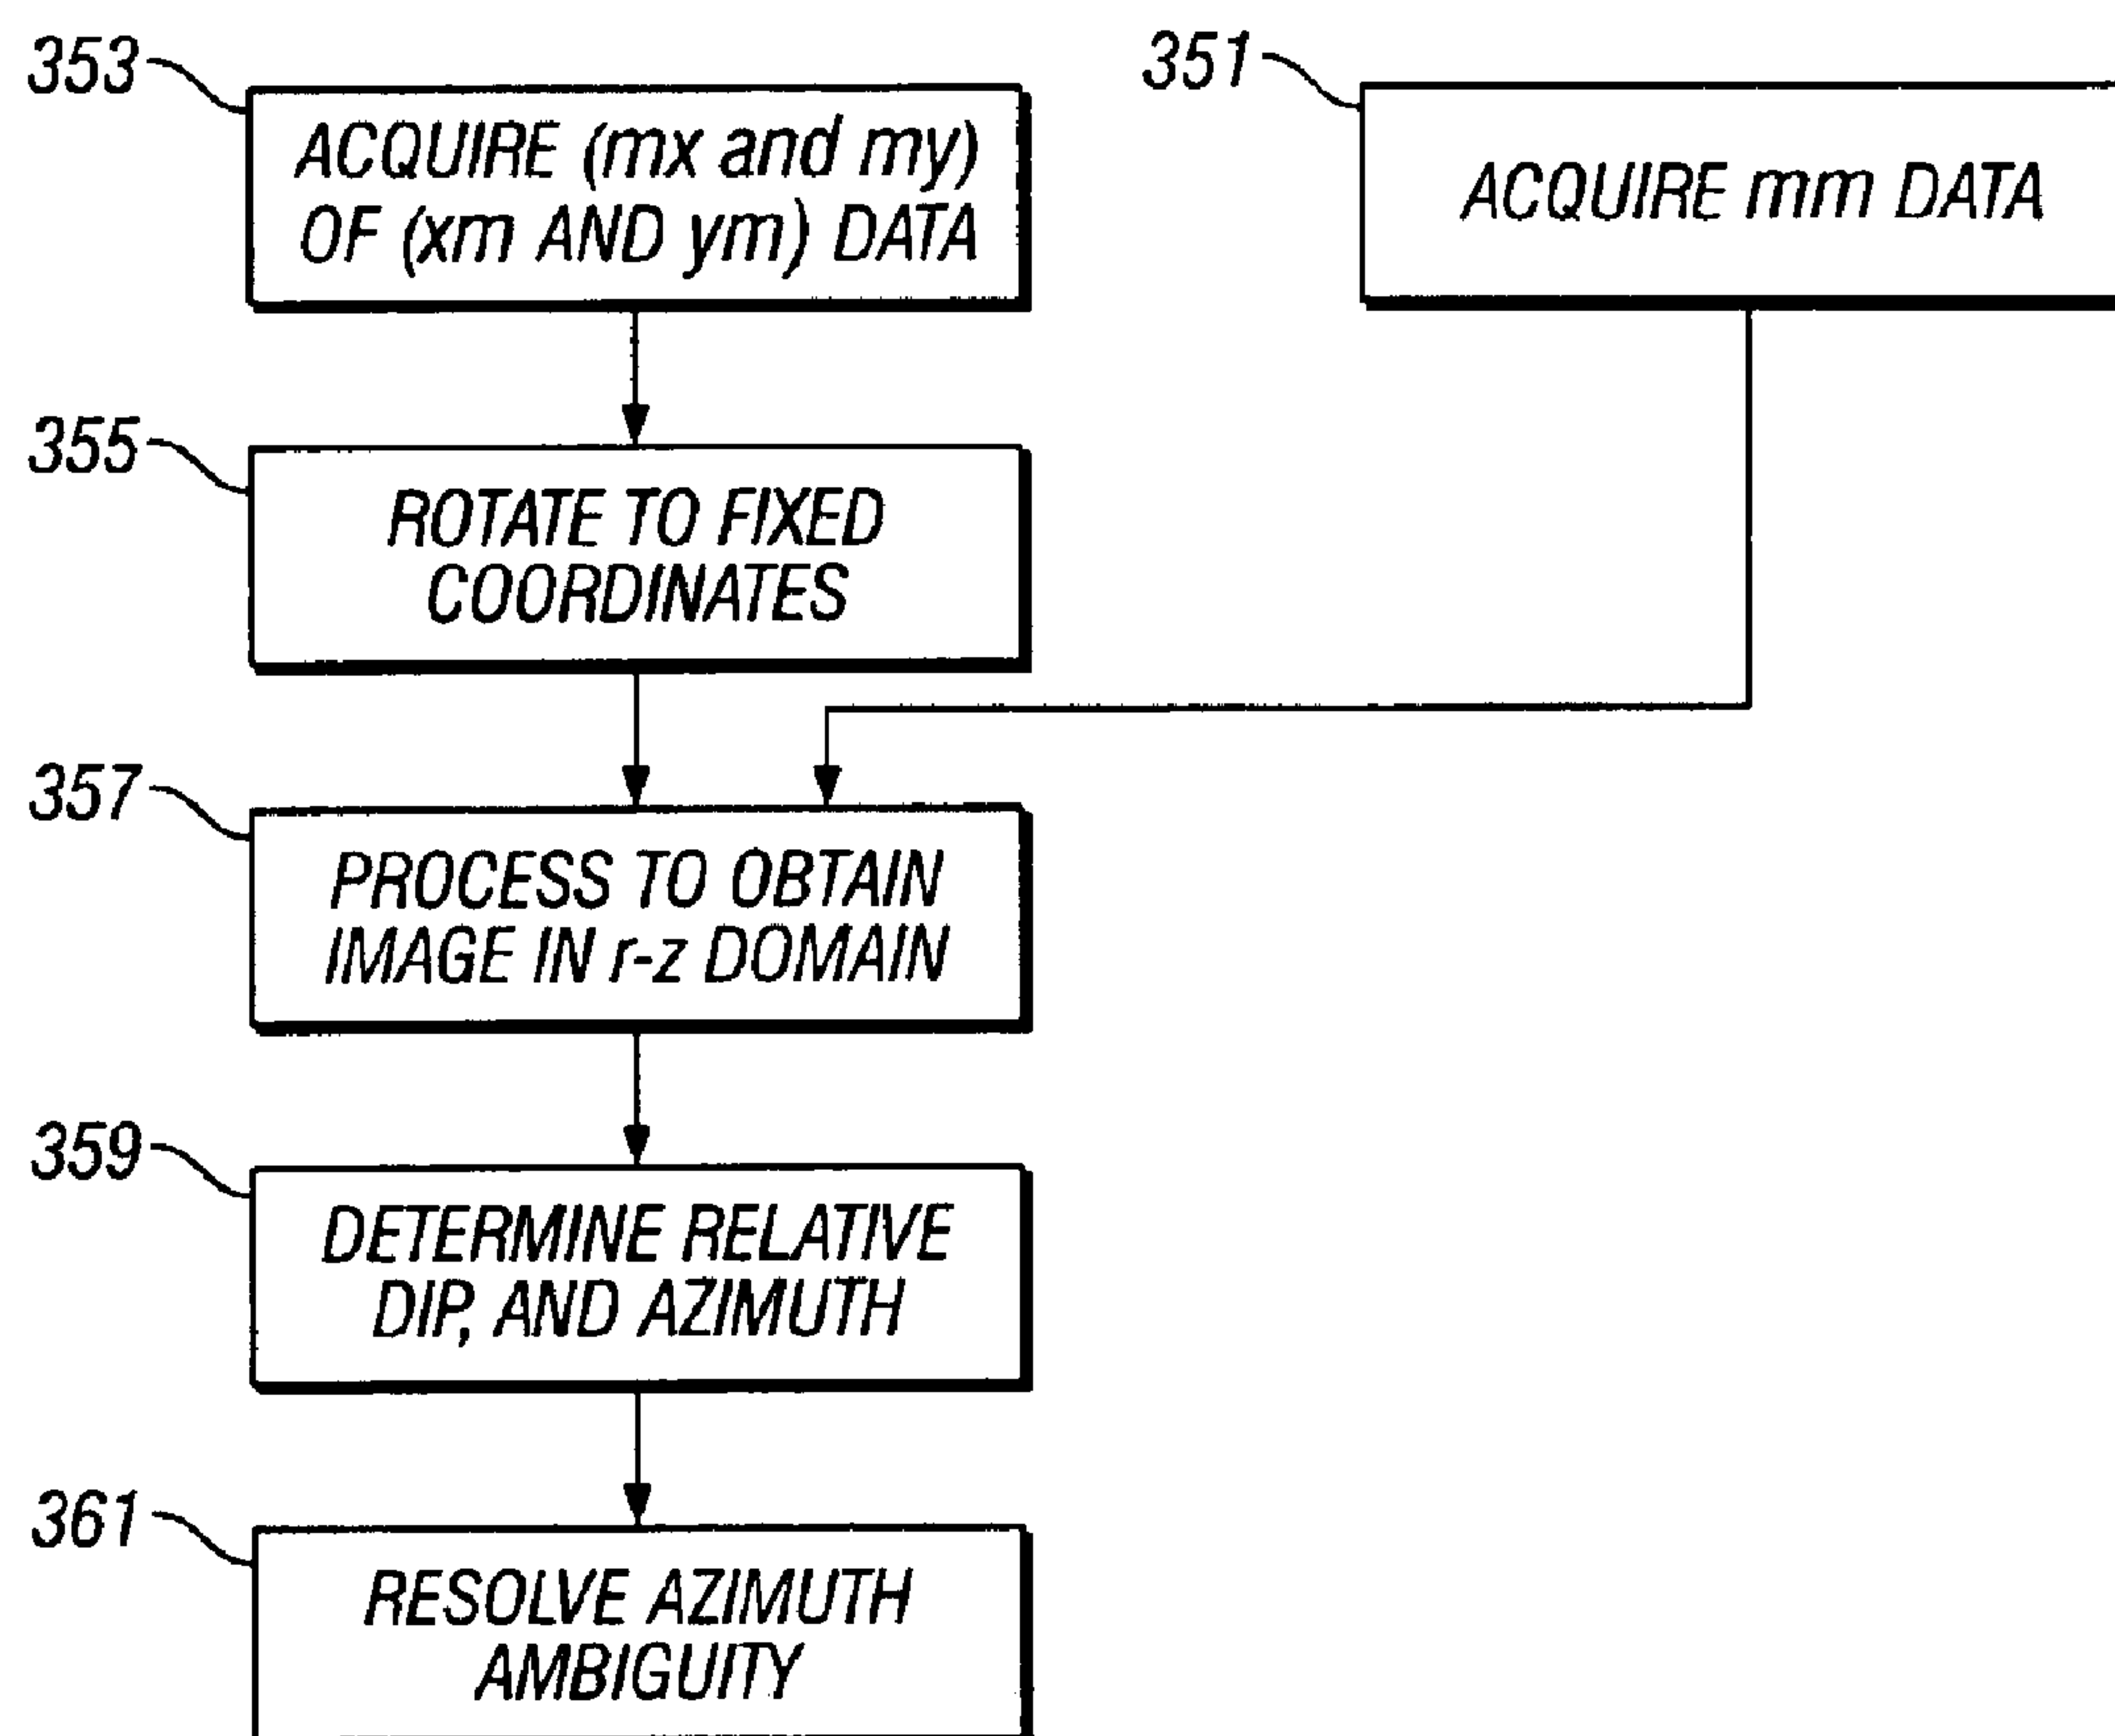 353
ACQUIRE (mx and my)
OF (xm AND ym) DATA
351
ACQUIRE mm DATA
355
ROTATE TO FIXED
COORDINATES
357
PROCESS TO OBTAIN
IMAGE IN r-z DOMAIN
359
DETERMINE RELATIVE
DIP, AND AZIMUTH
361
RESOLVE AZIMUTH
AMBIGUITY